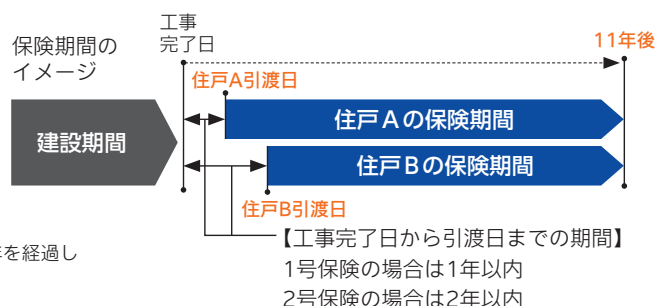 保険期間の
イメージ
工事
完了日
11年後
住戸A引渡日
建設期間
住戸Aの保険期間
住戸Bの保険期間
住戸B引渡日
【工事完了日から引渡日までの期間】
1号保険の場合は1年以内
2号保険の場合は2年以内
を経過し